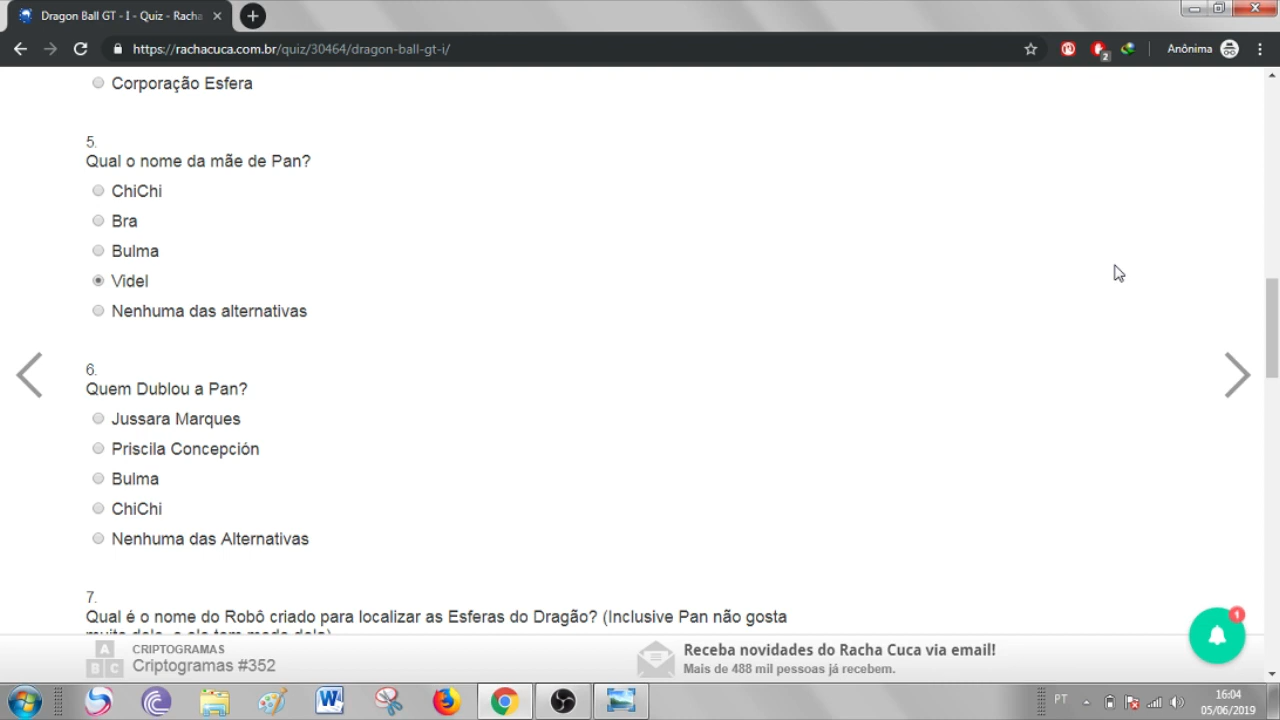 Dragon Ball GT - I - Quiz - Racha
https://rachacuca.com.br/quiz/30464/dragon-ball-gt-i/
2
Anônima
Corporação Esfera
5.
Qual o nome da mãe de Pan?
ChiChi
Bra
Bulma
Videl
Nenhuma das alternativas
6.
Quem Dublou a Pan?
Jussara Marques
Priscila Concepción
Bulma
ChiChi
Nenhuma das Alternativas
7.
Qual é o nome do Robô criado para localizar as Esferas do Dragão? (Inclusive Pan não gosta
1
A
B C
CRIPTOGRAMAS
Criptogramas #352
Receba novidades do Racha Cuca via email!
Mais de 488 mil pessoas já recebem.
W
PT
16:04
05/06/2019